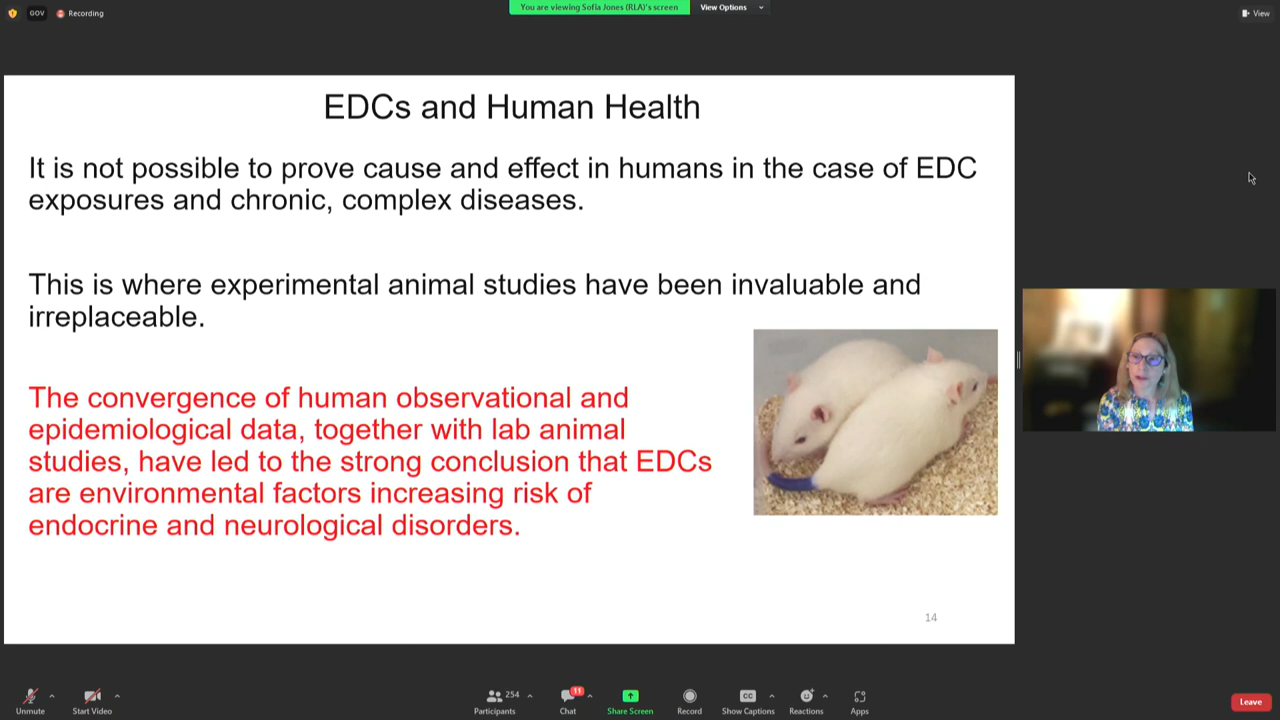 GOV
Recording
You are viewing Sofia Jones (RLA)'s screen
View Options
View
EDCs and Human Health
It is not possible to prove cause and effect in humans in the case of EDC
exposures and chronic, complex diseases.
This is where experimental animal studies have been invaluable and
irreplaceable.
The convergence of human observational and
epidemiological data, together with lab animal
studies, have led to the strong conclusion that EDCs
are environmental factors increasing risk of
endocrine and neurological disorders.
14
Unmute
Start Video
254
Participants
11
Chat
Share Screen
Record
CC
Show Captions
Reactions
Apps
Leave